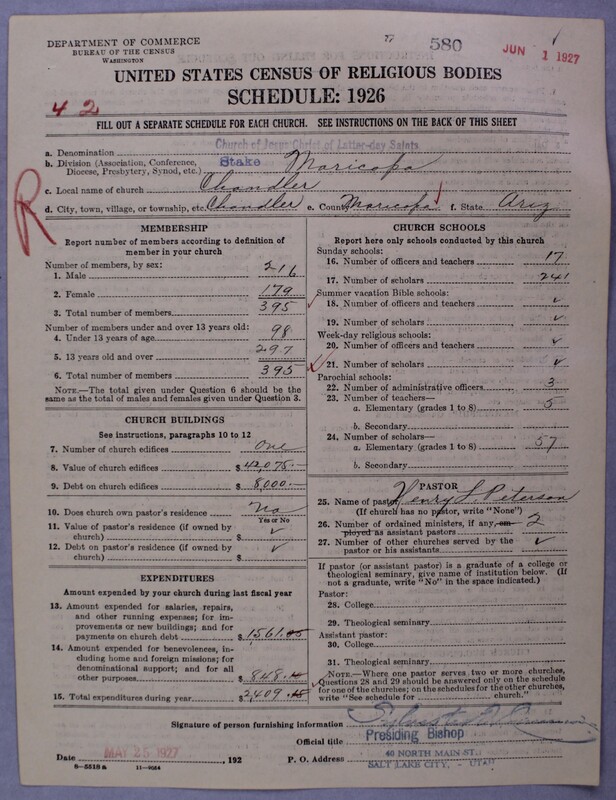 DEPARTMENT OF COMMERCE
BUREAU OF THE CENSUS
WASHINGTON
77
580
JUN 1 1927
UNITED STATES CENSUS OF RELIGIOUS BODIES
SCHEDULE: 1926
4 2
FILL OUT A SEPARATE SCHEDULE FOR EACH CHURCH. SEE INSTRUCTIONS ON THE BACK OF THIS SHEET
a. Denomination Church of Jesus Christ of Latter-day Saints
b. Division (Association, Conference, Diocese, Presbytery, Synod, etc.) Stake Maricopa
c. Local name of church Chandler
d. City, town, village, or township, etc. Chandler e. County Maricopa f. State Ariz
R
MEMBERSHIP
Report number of members according to definition of
member in your church
Number of members, by sex:
1. Male 216
2. Female 179
3. Total number of members 395
Number of members under and over 13 years old:
4. Under 13 years of age 98
5. 13 years old and over 297
6. Total number of members 395
NOTE.—The total given under Question 6 should be the
same as the total of males and females given under Question 3.
CHURCH BUILDINGS
See instructions, paragraphs 10 to 12
7. Number of church edifices One
8. Value of church edifices $ 42,075.—
9. Debt on church edifices $ 8,000.—
10. Does church own pastor's residence? No
Yes or No
11. Value of pastor's residence (if owned by
church) $ ✓
12. Debt on pastor's residence (if owned by
church) $ ✓
EXPENDITURES
Amount expended by your church during last fiscal year
13. Amount expended for salaries, repairs,
and other running expenses; for im-
provements or new buildings; and for
payments on church debt $ 1561.05
14. Amount expended for benevolences, in-
cluding home and foreign missions; for
denominational support; and for all
other purposes $ 848.
15. Total expenditures during year $ 2409.
CHURCH SCHOOLS
Report here only schools conducted by this church
Sunday schools:
16. Number of officers and teachers 17
17. Number of scholars 241
Summer vacation Bible schools:
18. Number of officers and teachers ✓
19. Number of scholars ✓
Week-day religious schools:
20. Number of officers and teachers ✓
21. Number of scholars ✓
Parochial schools:
22. Number of administrative officers 3
23. Number of teachers—
a. Elementary (grades 1 to 8) 5
b. Secondary
24. Number of scholars—
a. Elementary (grades 1 to 8) 57
b. Secondary
PASTOR
25. Name of pastor Henry L. Peterson
(If church has no pastor, write "None")
26. Number of ordained ministers, if any, em-
ployed as assistant pastors 2
27. Number of other churches served by the
pastor or his assistants ✓
If pastor (or assistant pastor) is a graduate of a college or
theological seminary, give name of institution below. (If
not a graduate, write "No" in the space indicated.)
Pastor:
28. College
29. Theological seminary
Assistant pastor:
30. College
31. Theological seminary
NOTE.—Where one pastor serves two or more churches,
Questions 28 and 29 should be answered only on the schedule
for one of the churches; on the schedules for the other churches,
write "See schedule for church."
Signature of person furnishing information
Official title Presiding Bishop
Date MAY 25 1927, 192 P. O. Address 40 NORTH MAIN ST.
SALT LAKE CITY, - UTAH
8—5518a 11—9064